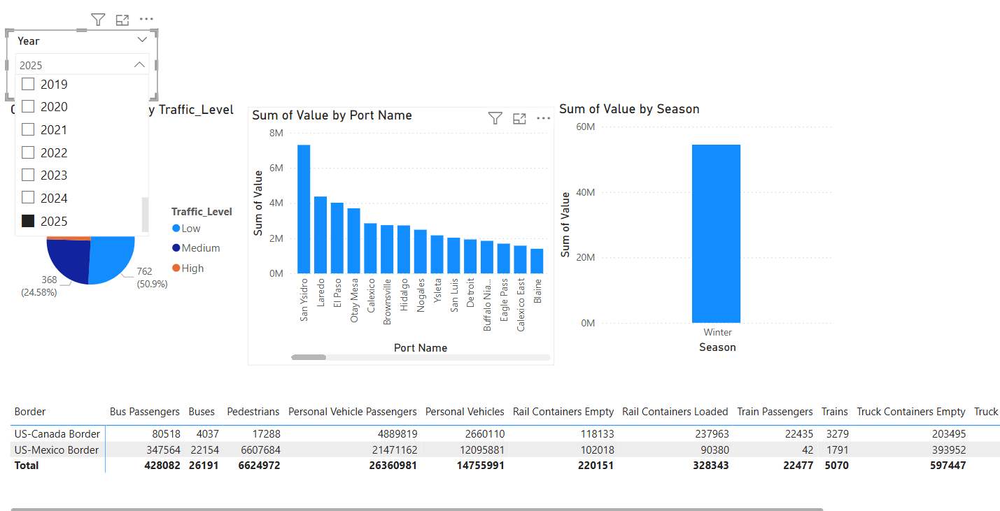 Year
2025
2019
2020
2021
2022
2023
2024
2025
y Traffic_Level
Traffic_Level
Low
Medium
High
762
(50.9%)
368
(24.58%)
Sum of Value by Port Name
Sum of Value
8M
6M
4M
2M
0M
San Ysidro
Laredo
El Paso
Otay Mesa
Calexico
Brownsville
Hidalgo
Nogales
Ysleta
San Luis
Detroit
Buffalo Nia...
Eagle Pass
Calexico East
Blaine
Port Name
Sum of Value by Season
Sum of Value
60M
40M
20M
0M
Winter
Season
Border Bus Passengers Buses Pedestrians Personal Vehicle Passengers Personal Vehicles Rail Containers Empty Rail Containers Loaded Train Passengers Trains Truck Containers Empty Truck
US-Canada Border 80518 4037 17288 4889819 2660110 118133 237963 22435 3279 203495
US-Mexico Border 347564 22154 6607684 21471162 12095881 102018 90380 42 1791 393952
Total 428082 26191 6624972 26360981 14755991 220151 328343 22477 5070 597447